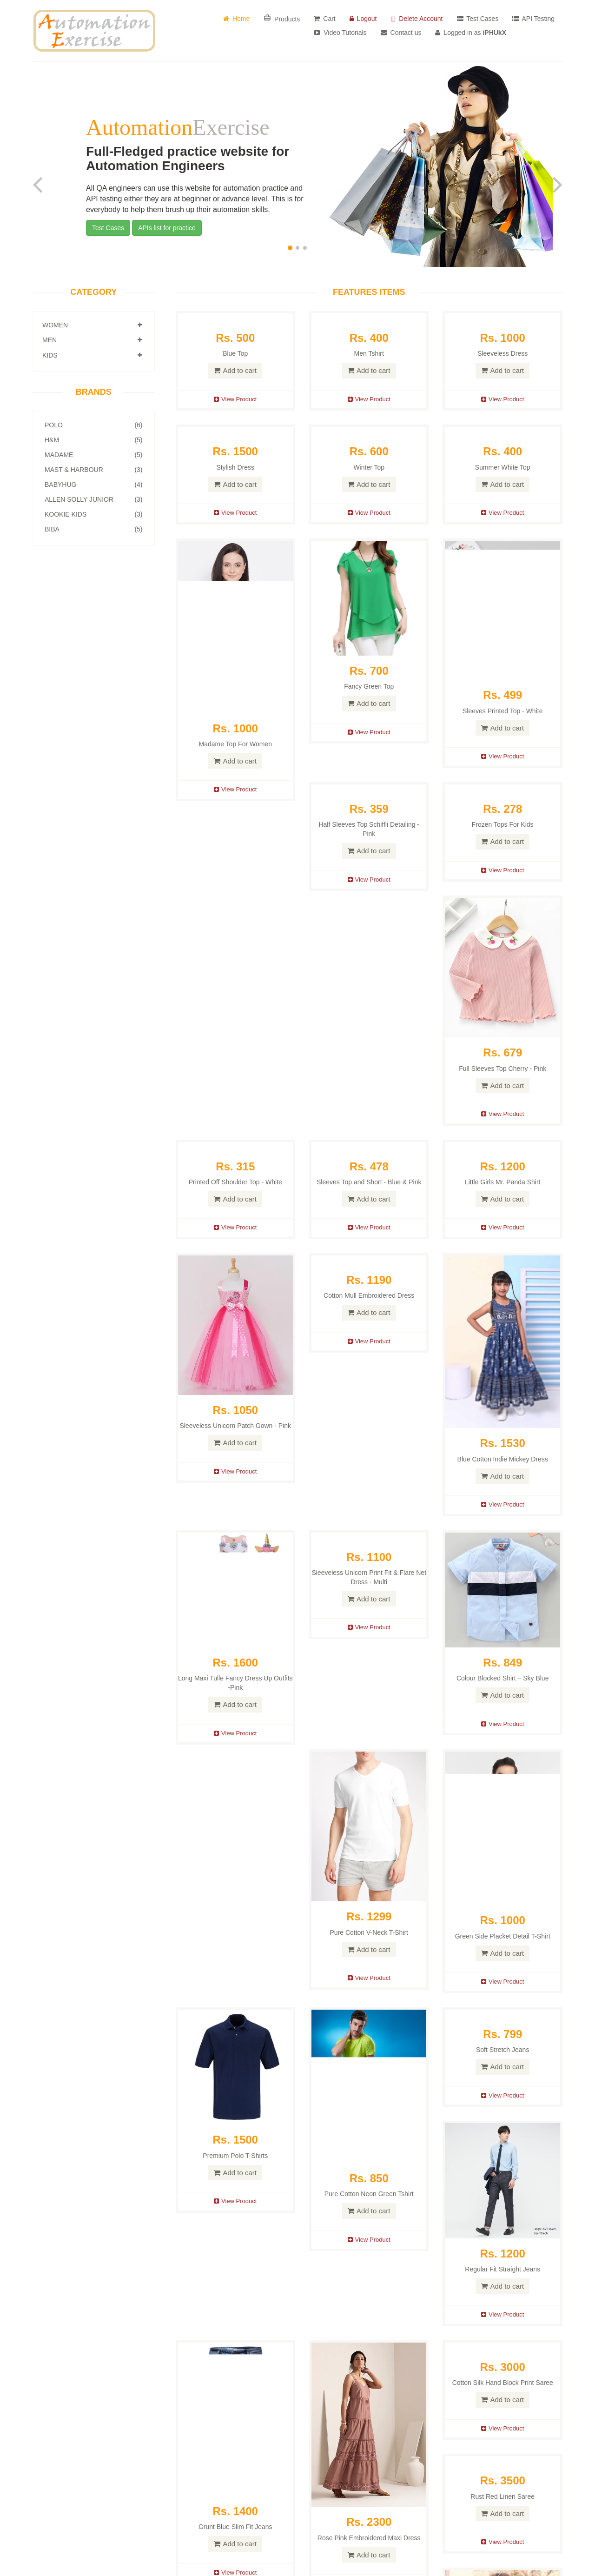 Automation
Exercise
Home
Products
Cart
Logout
Delete Account
Test Cases
API Testing
Video Tutorials
Contact us
Logged in as iPHUkX
AutomationExercise
Full-Fledged practice website for
Automation Engineers
All QA engineers can use this website for automation practice and
API testing either they are at beginner or advance level. This is for
everybody to help them brush up their automation skills.
Test Cases
APIs list for practice
CATEGORY
WOMEN
MEN
KIDS
BRANDS
POLO (6)
H&M (5)
MADAME (5)
MAST & HARBOUR (3)
BABYHUG (4)
ALLEN SOLLY JUNIOR (3)
KOOKIE KIDS (3)
BIBA (5)
FEATURES ITEMS
Rs. 500
Blue Top
Add to cart
View Product
Rs. 400
Men Tshirt
Add to cart
View Product
Rs. 1000
Sleeveless Dress
Add to cart
View Product
Rs. 1500
Stylish Dress
Add to cart
View Product
Rs. 600
Winter Top
Add to cart
View Product
Rs. 400
Summer White Top
Add to cart
View Product
Rs. 1000
Madame Top For Women
Add to cart
View Product
Rs. 700
Fancy Green Top
Add to cart
View Product
Rs. 499
Sleeves Printed Top - White
Add to cart
View Product
Rs. 359
Half Sleeves Top Schiffli Detailing -
Pink
Add to cart
View Product
Rs. 278
Frozen Tops For Kids
Add to cart
View Product
Rs. 679
Full Sleeves Top Cherry - Pink
Add to cart
View Product
Rs. 315
Printed Off Shoulder Top - White
Add to cart
View Product
Rs. 478
Sleeves Top and Short - Blue & Pink
Add to cart
View Product
Rs. 1200
Little Girls Mr. Panda Shirt
Add to cart
View Product
Rs. 1050
Sleeveless Unicorn Patch Gown - Pink
Add to cart
View Product
Rs. 1190
Cotton Mull Embroidered Dress
Add to cart
View Product
Rs. 1530
Blue Cotton Indie Mickey Dress
Add to cart
View Product
Rs. 1600
Long Maxi Tulle Fancy Dress Up Outfits
-Pink
Add to cart
View Product
Rs. 1100
Sleeveless Unicorn Print Fit & Flare Net
Dress - Multi
Add to cart
View Product
Rs. 849
Colour Blocked Shirt – Sky Blue
Add to cart
View Product
Rs. 1299
Pure Cotton V-Neck T-Shirt
Add to cart
View Product
Rs. 1000
Green Side Placket Detail T-Shirt
Add to cart
View Product
Rs. 1500
Premium Polo T-Shirts
Add to cart
View Product
Rs. 850
Pure Cotton Neon Green Tshirt
Add to cart
View Product
Rs. 799
Soft Stretch Jeans
Add to cart
View Product
Rs. 1200
Regular Fit Straight Jeans
Add to cart
View Product
Rs. 1400
Grunt Blue Slim Fit Jeans
Add to cart
View Product
Rs. 2300
Rose Pink Embroidered Maxi Dress
Add to cart
Rs. 3000
Cotton Silk Hand Block Print Saree
Add to cart
View Product
Rs. 3500
Rust Red Linen Saree
Add to cart
View Product